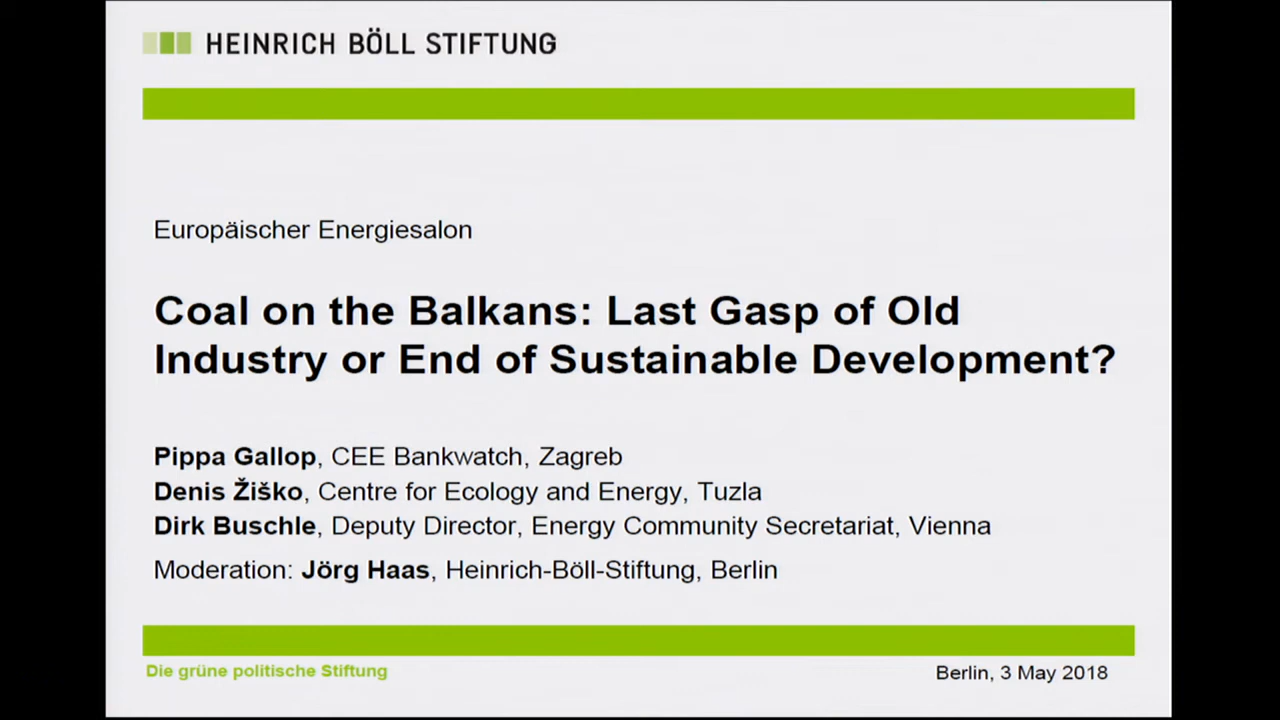 HEINRICH BÖLL STIFTUNG
Europäischer Energiesalon
Coal on the Balkans: Last Gasp of Old
Industry or End of Sustainable Development?
Pippa Gallop, CEE Bankwatch, Zagreb
Denis Žiško, Centre for Ecology and Energy, Tuzla
Dirk Buschle, Deputy Director, Energy Community Secretariat, Vienna
Moderation: Jörg Haas, Heinrich-Böll-Stiftung, Berlin
Die grüne politische Stiftung
Berlin, 3 May 2018